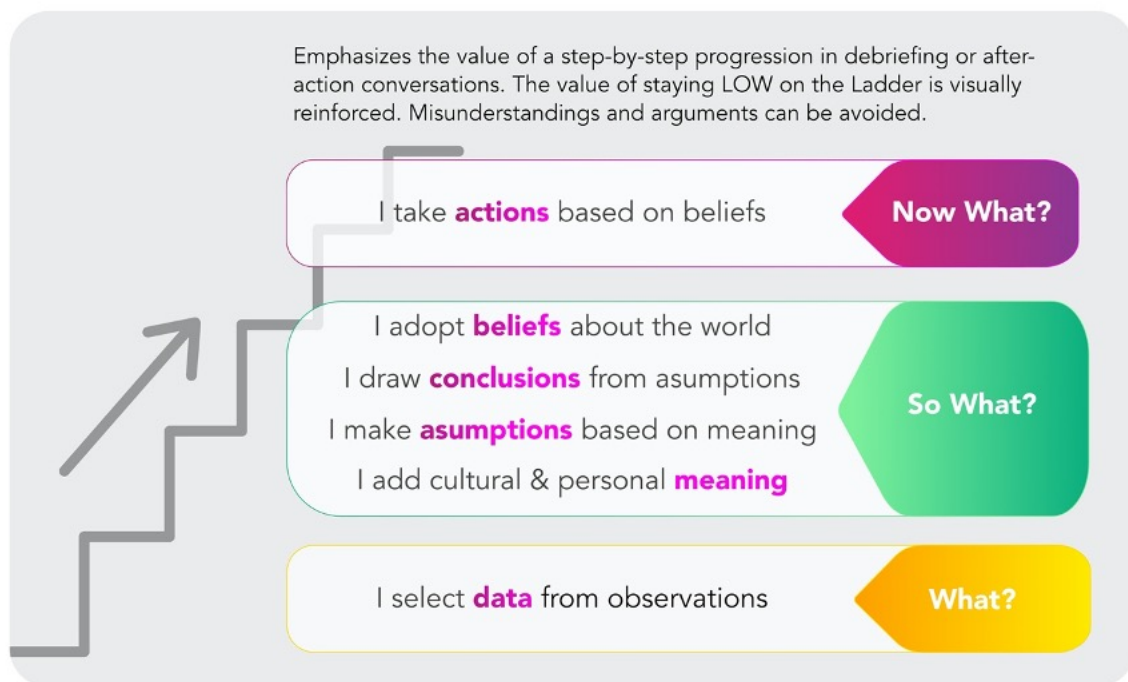 Emphasizes the value of a step-by-step progression in debriefing or after-
action conversations. The value of staying LOW on the Ladder is visually
reinforced. Misunderstandings and arguments can be avoided.
I take actions based on beliefs
Now What?
I adopt beliefs about the world
I draw conclusions from asumptions
I make asumptions based on meaning
I add cultural & personal meaning
So What?
I select data from observations
What?